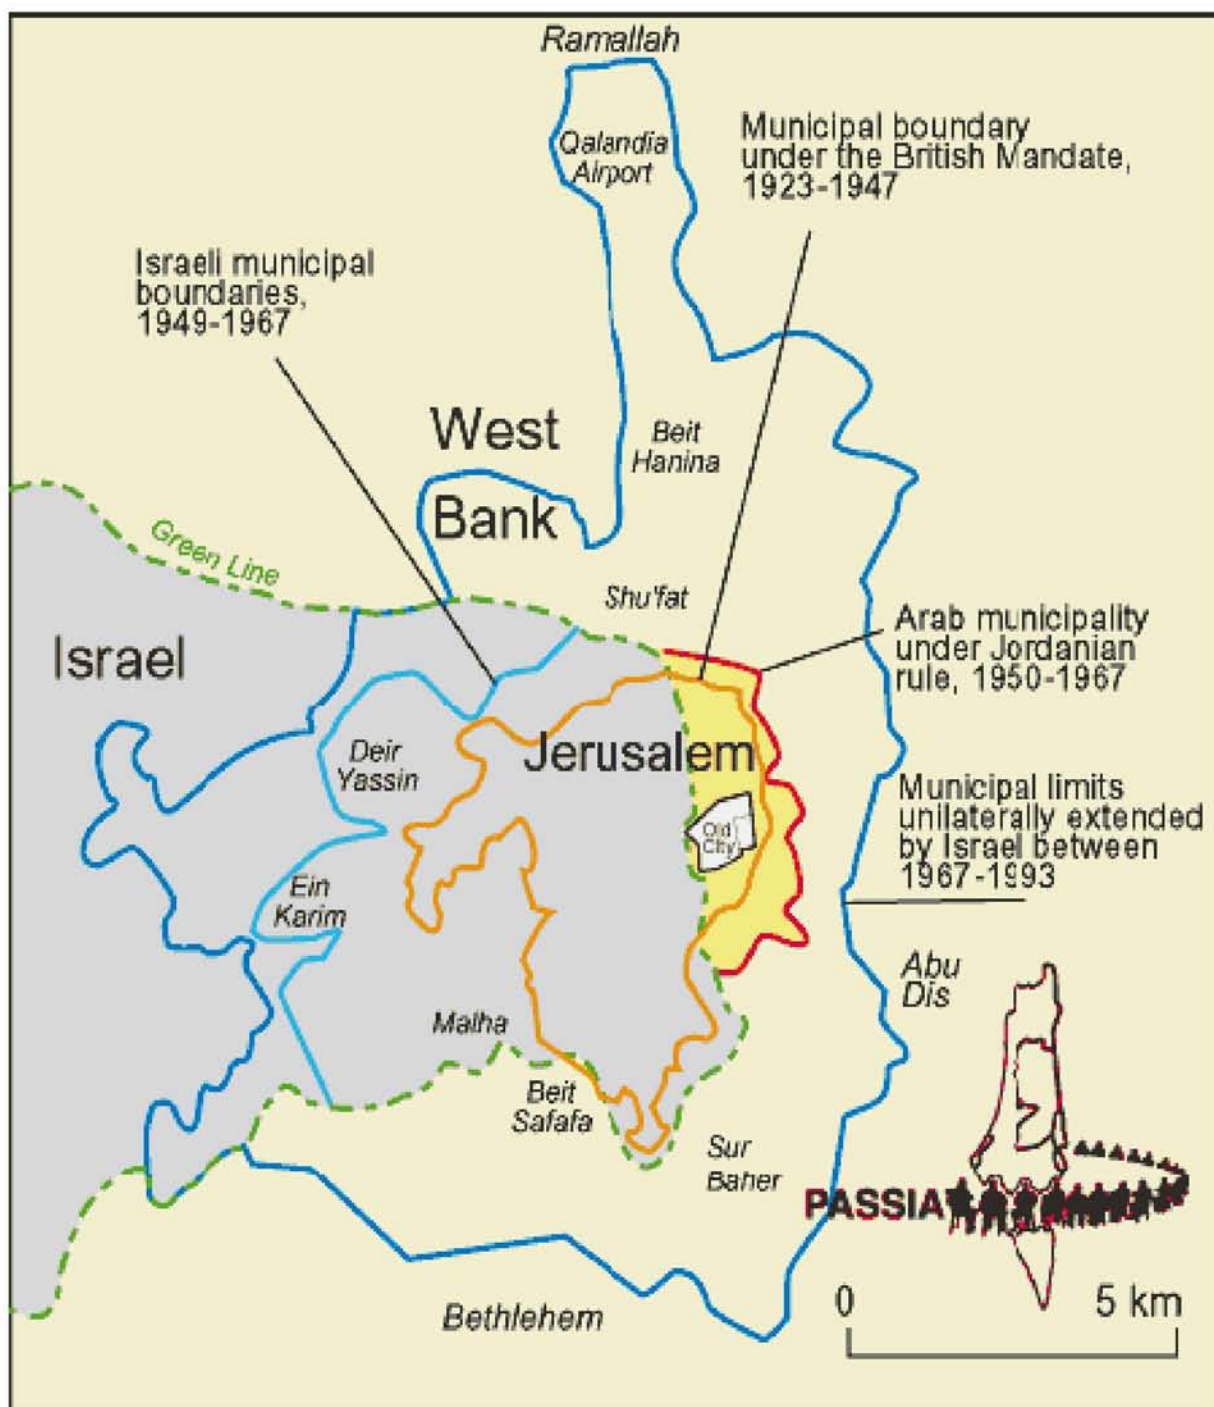 Ramallah
Qalandia
Airport
Municipal boundary
under the British Mandate,
1923-1947
Israeli municipal
boundaries,
1949-1967
West
Bank
Beit
Hanina
Green Line
Shu'fat
Israel
Arab municipality
under Jordanian
rule, 1950-1967
Deir
Yassin
Jerusalem
Old
City
Municipal limits
unilaterally extended
by Israel between
1967-1993
Ein
Karim
Abu
Dis
Malha
Beit
Safafa
Sur
Baher
PASSIA
Bethlehem
0 5 km